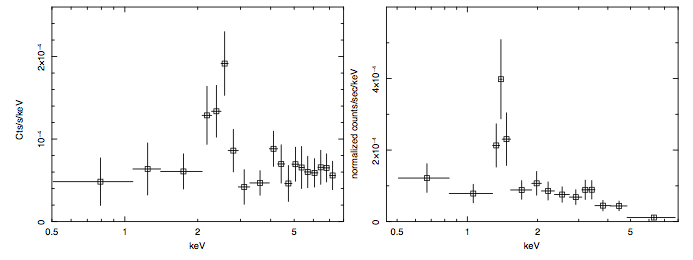 Cts/s/keV
2×10⁻⁴
10⁻⁴
0
0.5 1 2 5
keV
normalized counts/sec/keV
4×10⁻⁴
2×10⁻⁴
0
0.5 1 2 5
keV